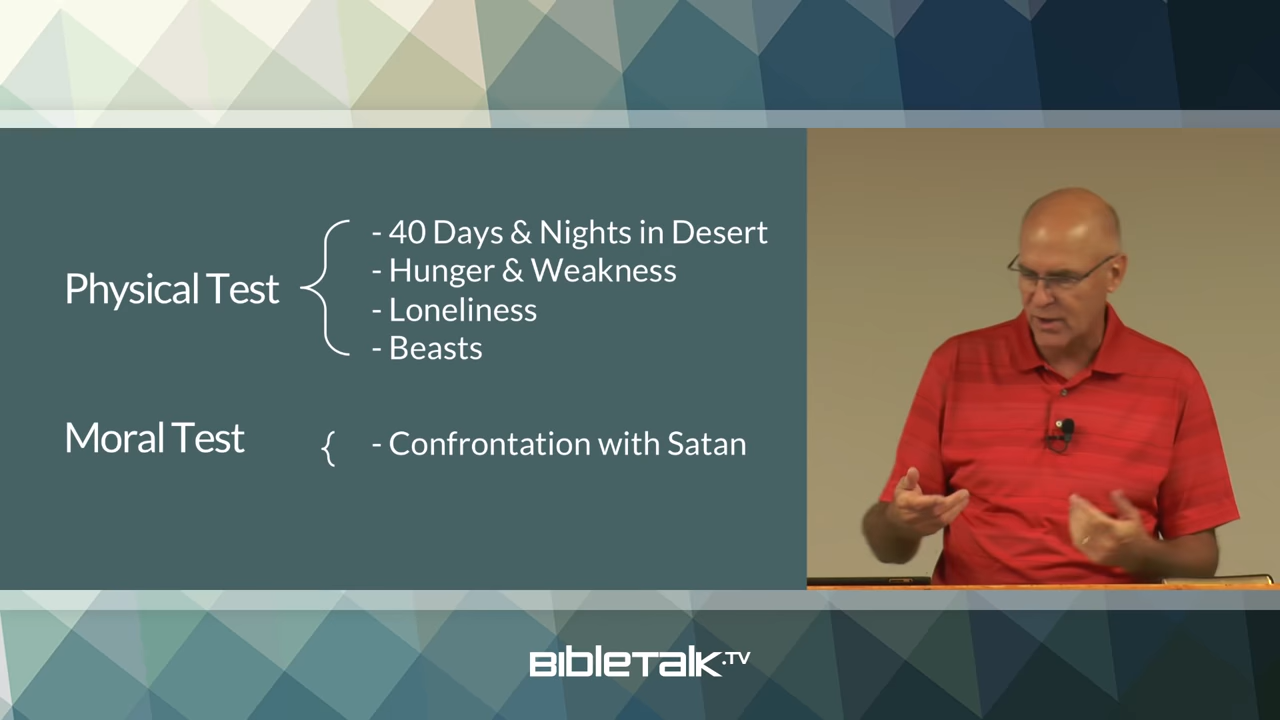 Physical Test
- 40 Days & Nights in Desert
- Hunger & Weakness
- Loneliness
- Beasts
Moral Test
- Confrontation with Satan
BibleTalk.TV